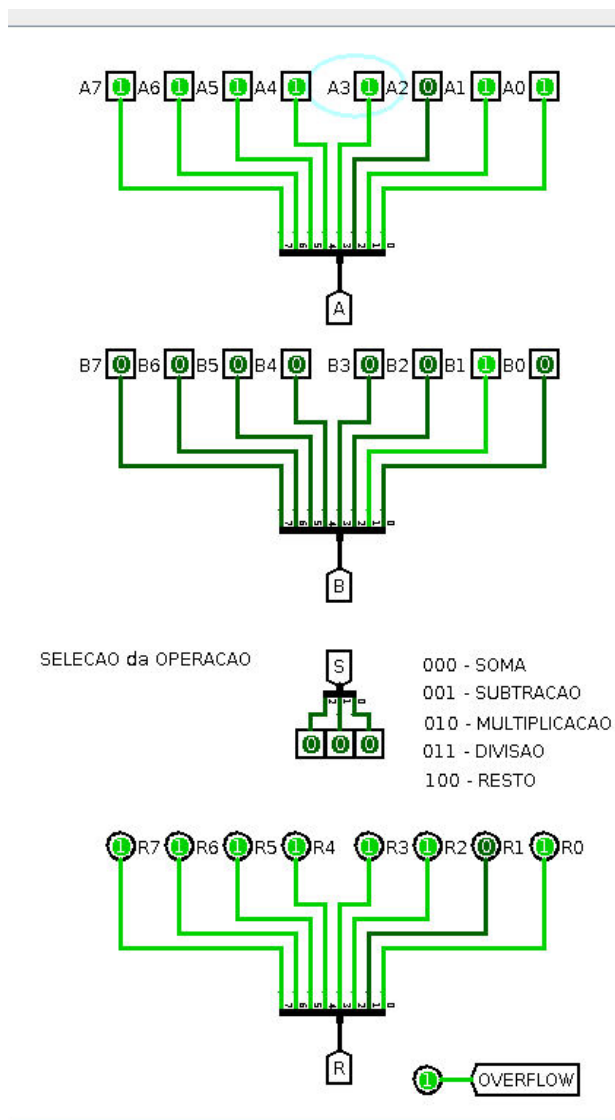 A7 1 A6 1 A5 1 A4 1 A3 1 A2 0 A1 1 A0 1
7 6 5 4 3 2 1 0
A
B7 0 B6 0 B5 0 B4 0 B3 0 B2 0 B1 1 B0 0
7 6 5 4 3 2 1 0
B
SELECAO da OPERACAO
S
2 1 0
0 0 0
000 - SOMA
001 - SUBTRACAO
010 - MULTIPLICACAO
011 - DIVISAO
100 - RESTO
1 R7 1 R6 1 R5 1 R4 1 R3 1 R2 0 R1 1 R0
7 6 5 4 3 2 1 0
R
1 OVERFLOW